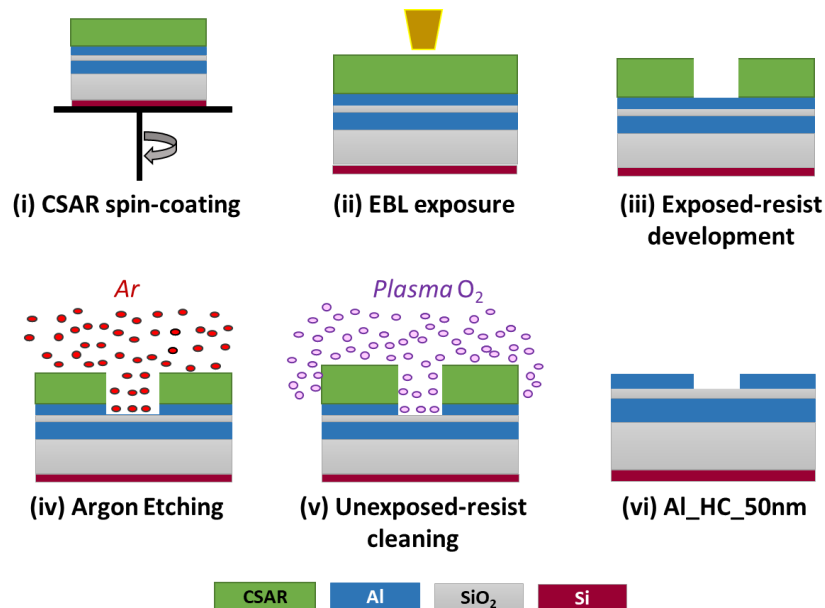 (i) CSAR spin-coating
(ii) EBL exposure
(iii) Exposed-resist
development
Ar
Plasma O₂
(iv) Argon Etching
(v) Unexposed-resist
cleaning
(vi) Al_HC_50nm
CSAR
Al
SiO₂
Si